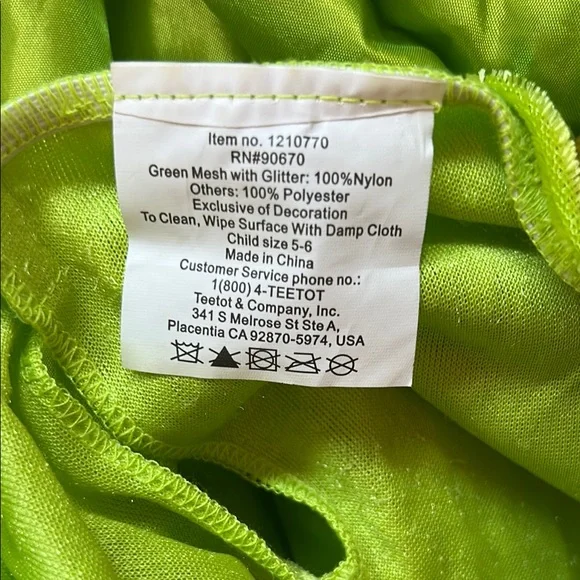 Item no. 1210770
RN#90670
Green Mesh with Glitter: 100%Nylon
Others: 100% Polyester
Exclusive of Decoration
To Clean, Wipe Surface With Damp Cloth
Child size 5-6
Made in China
Customer Service phone no.:
1(800) 4-TEETOT
Teetot & Company, Inc.
341 S Melrose St Ste A,
Placentia CA 92870-5974, USA